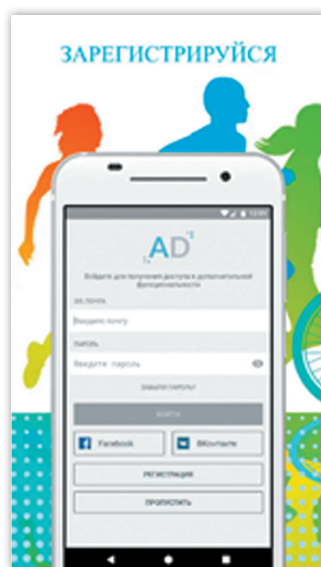 ЗАРЕГИСТРИРУЙСЯ
AD
Войдите для получения доступа к дополнительной
функциональности
ЭЛ. ПОЧТА
Введите почту
ПАРОЛЬ
Введите пароль
ЗАБЫЛИ ПАРОЛЬ?
ВОЙТИ
Facebook
ВКонтакте
РЕГИСТРАЦИЯ
ПРОПУСТИТЬ